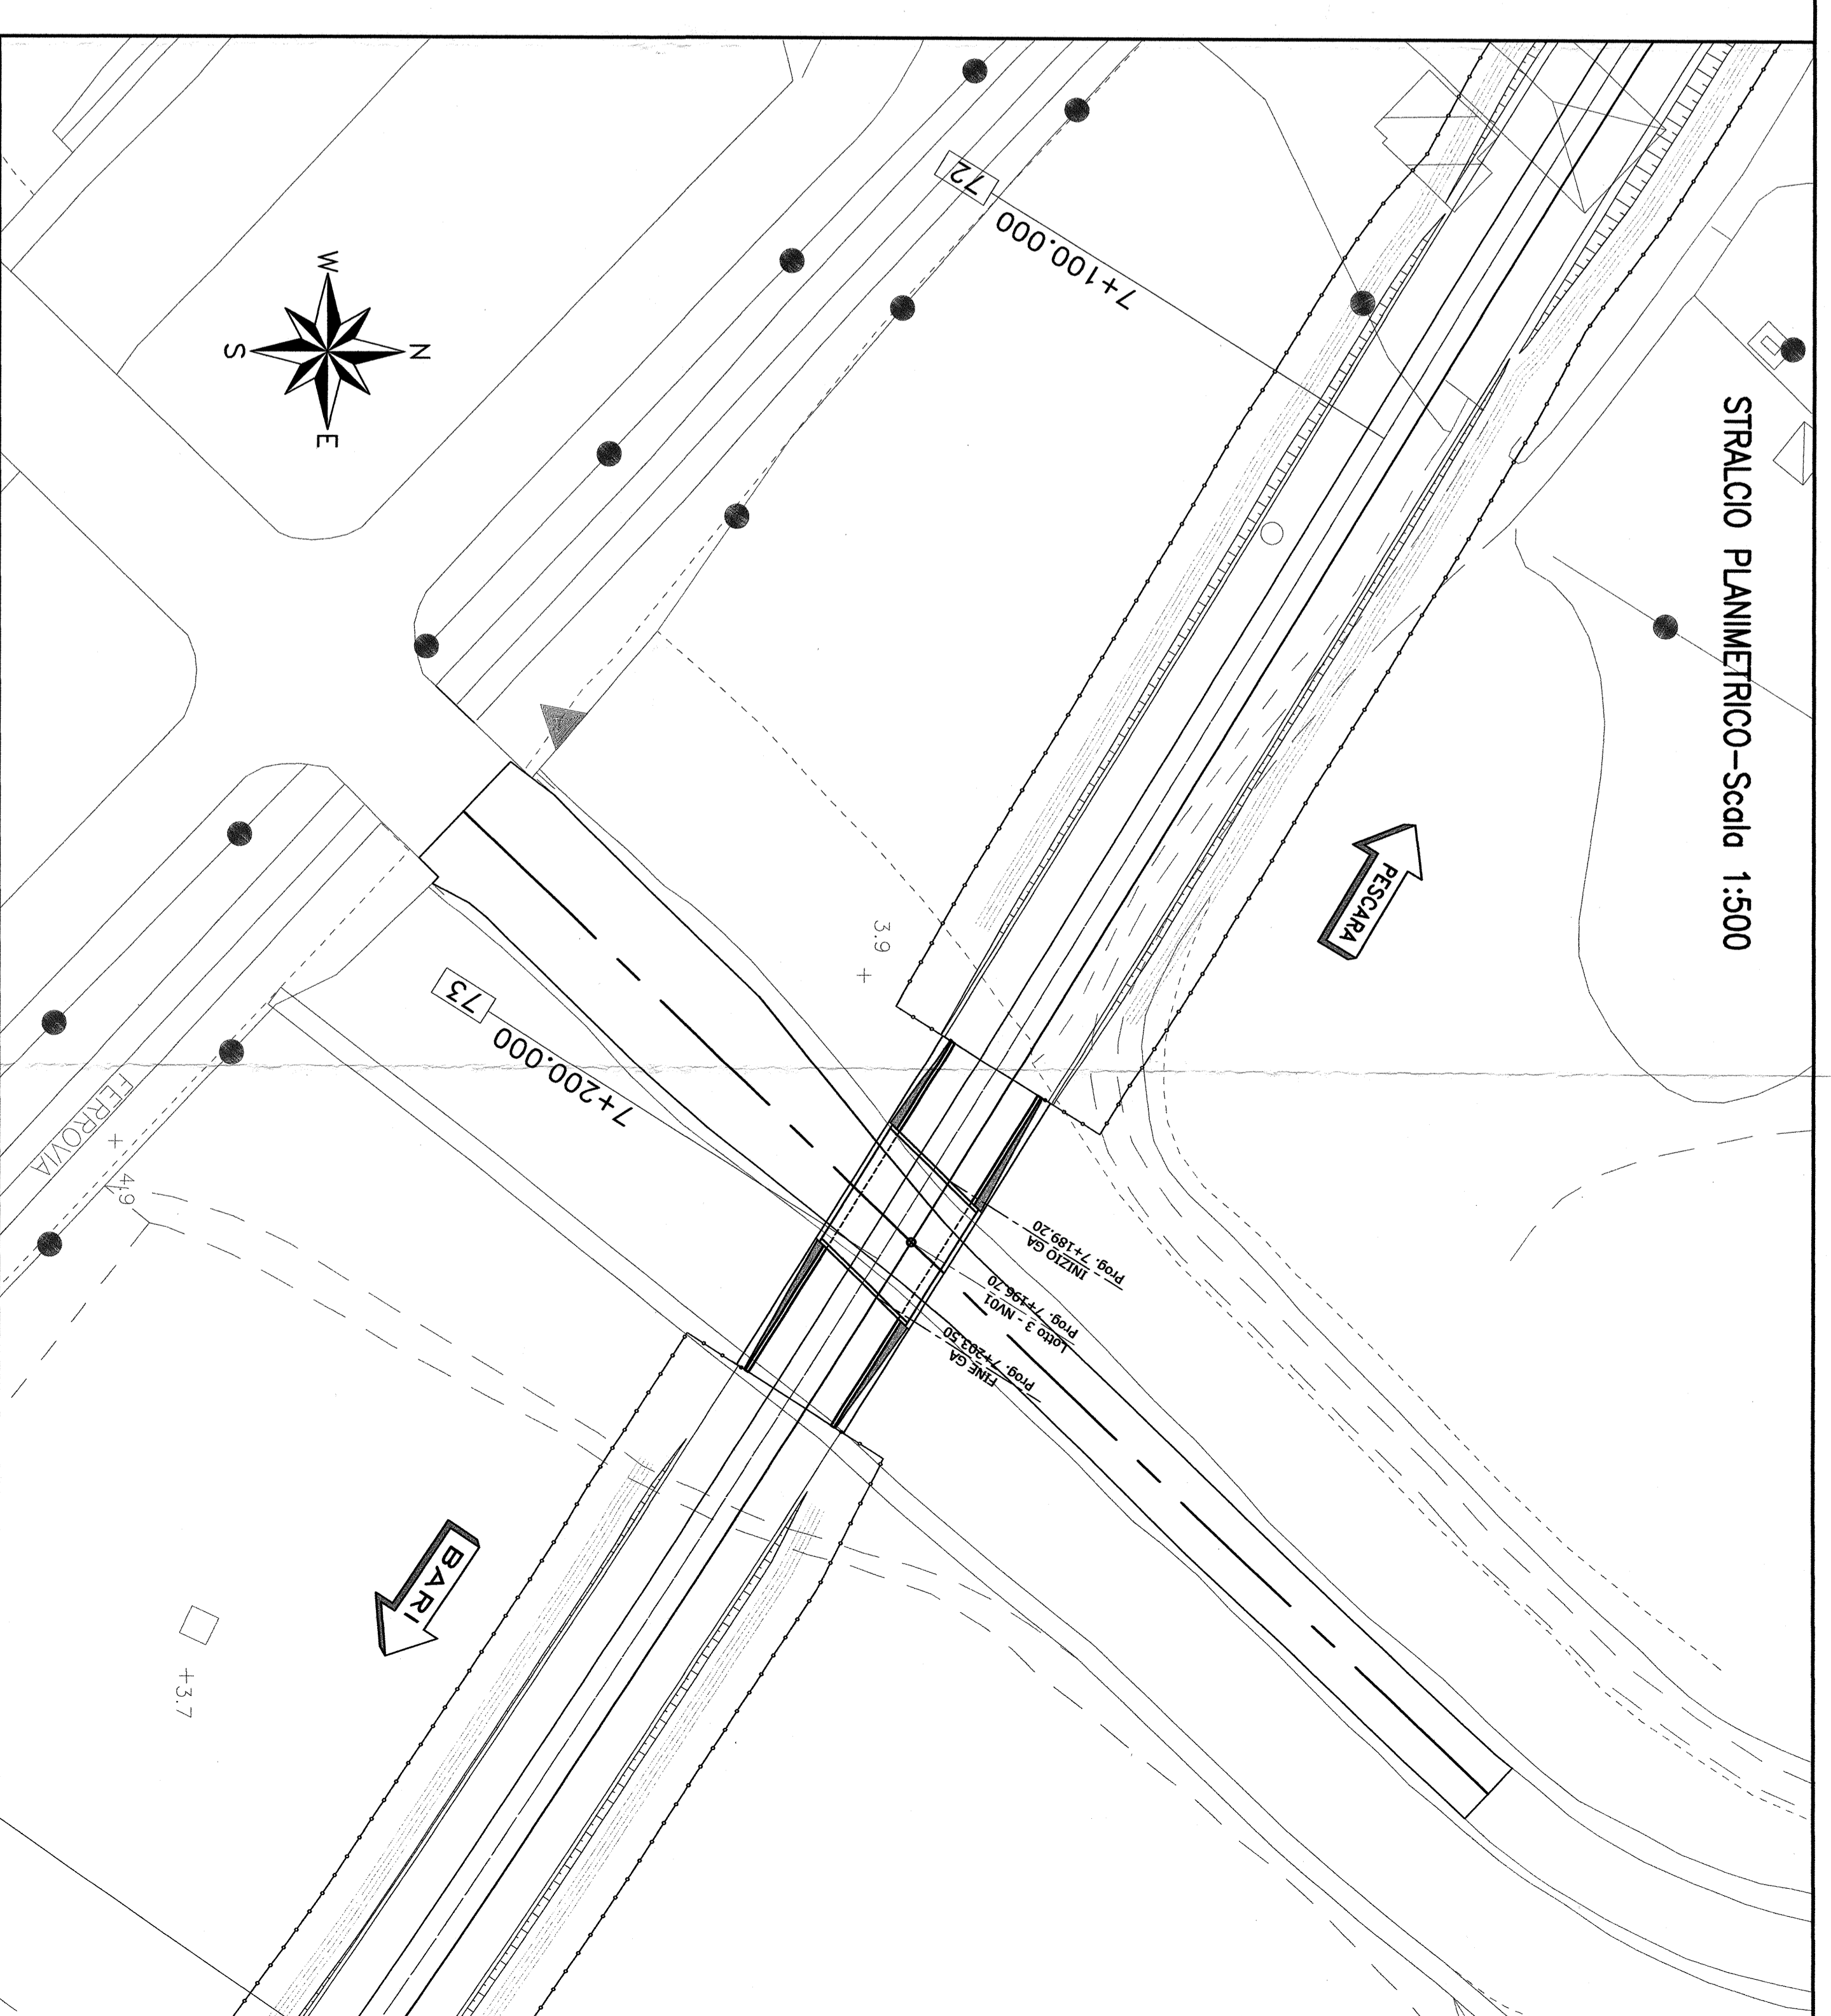 STRALCIO PLANIMETRICO-Scala 1:500
72
7+100.000
W
N
S
E
PESCARA
3.9
73
7+200.000
INIZIO GA
Prog. 7+189.20
Lotto 3 - NV01
Prog. 7+196.70
FINE GA
Prog. 7+203.50
FERROVIA
4,9
BARI
3.7